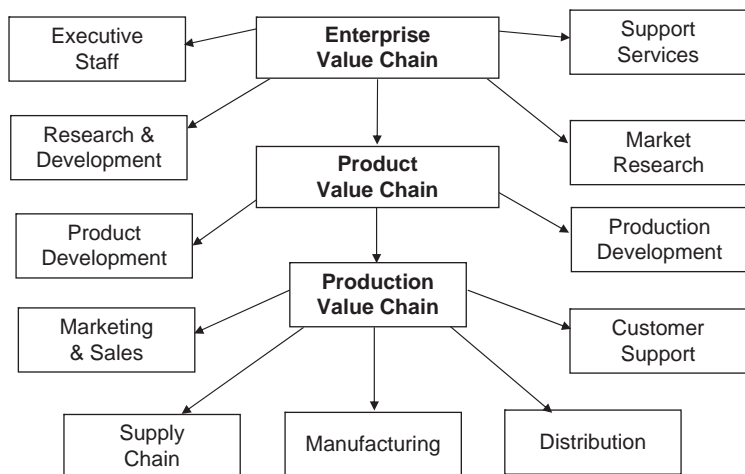 Executive
Staff
Enterprise
Value Chain
Support
Services
Research &
Development
Market
Research
Product
Value Chain
Product
Development
Production
Development
Production
Value Chain
Marketing
& Sales
Customer
Support
Supply
Chain
Manufacturing
Distribution